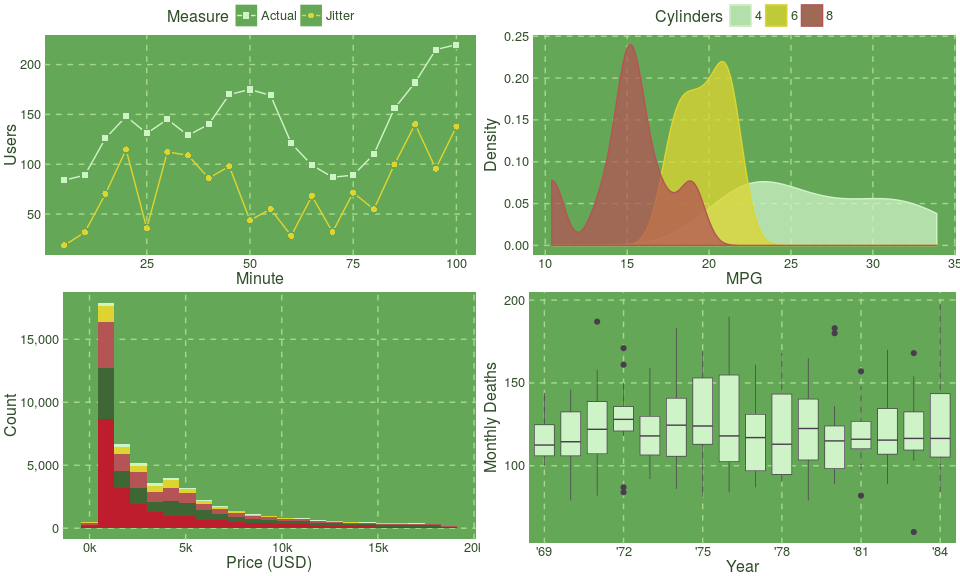 Measure Actual Jitter
200
150
100
50
Users
25 50 75 100
Minute
Cylinders 4 6 8
0.25
0.20
0.15
0.10
0.05
0.00
Density
10 15 20 25 30 35
MPG
15,000
10,000
5,000
0
Count
0k 5k 10k 15k 20k
Price (USD)
200
150
100
Monthly Deaths
'69 '72 '75 '78 '81 '84
Year